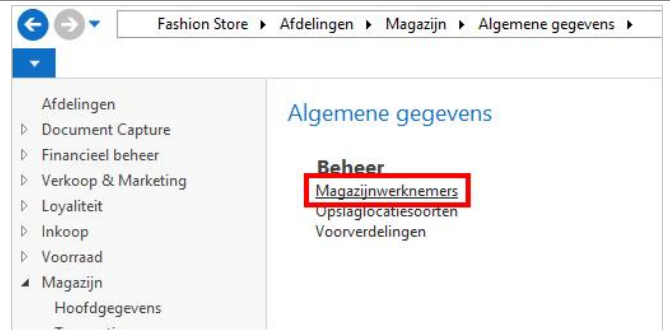 Fashion Store ▸ Afdelingen ▸ Magazijn ▸ Algemene gegevens ▸
Afdelingen
Document Capture
Financieel beheer
Verkoop & Marketing
Loyaliteit
Inkoop
Voorraad
Magazijn
Hoofdgegevens
Algemene gegevens
Beheer
Magazijnwerknemers
Opslaglocatiesoorten
Voorverdelingen